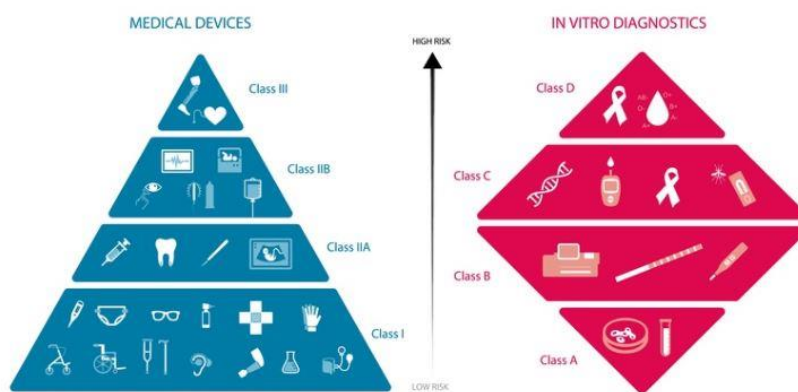 MEDICAL DEVICES
HIGH RISK
IN VITRO DIAGNOSTICS
Class III
Class IIB
Class IIA
Class I
LOW RISK
Class D
AB-
O+
O-
B+
A-
A+
Class C
Class B
Class A